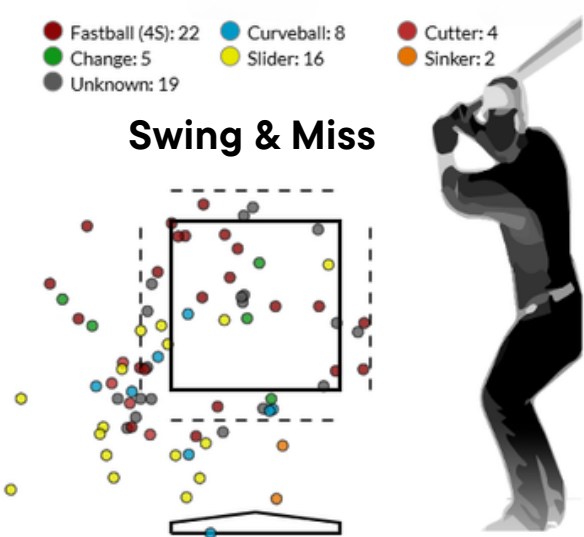 Fastball (4S): 22 Curveball: 8 Cutter: 4
Change: 5 Slider: 16 Sinker: 2
Unknown: 19
Swing & Miss